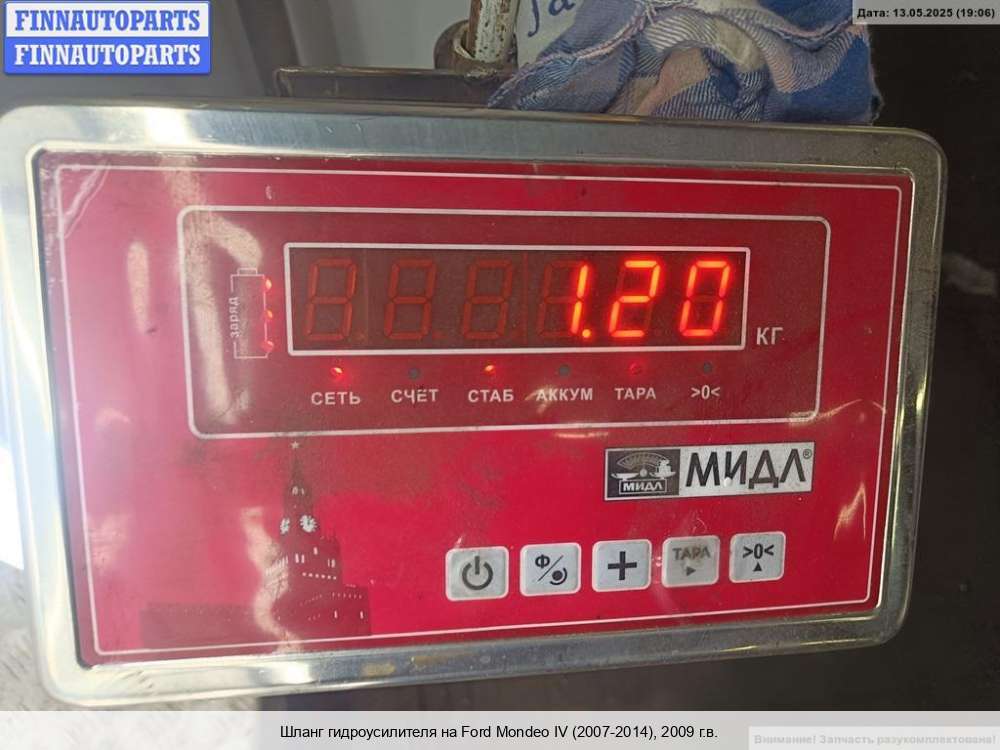 FINNAUTOPARTS
FINNAUTOPARTS
Дата: 13.05.2025 (19:06)
заряд
1.20
КГ
СЕТЬ СЧЁТ СТАБ АККУМ ТАРА >0<
МИДЛ МИДЛ®
Ф/ + ТАРА >0<
Шланг гидроусилителя на Ford Mondeo IV (2007-2014), 2009 г.в.
Внимание! Запчасть разукомплектована!